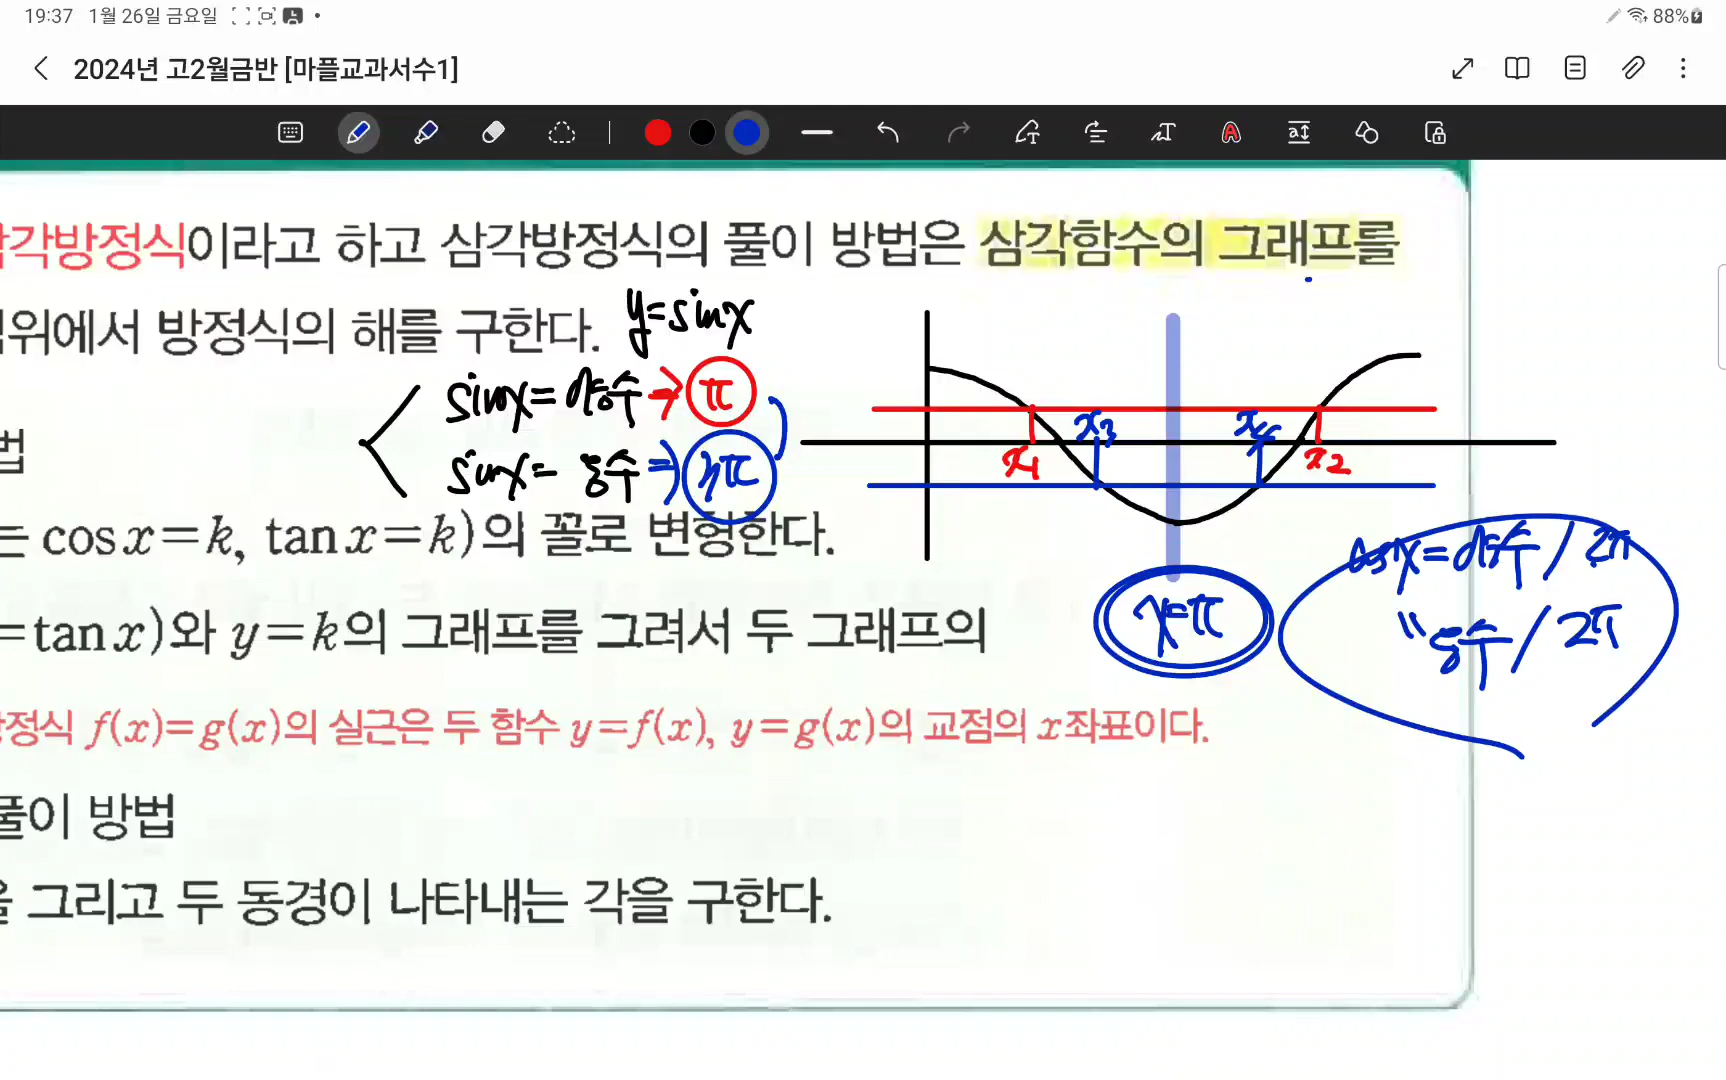 19:37 1월 26일 금요일
88%
2024년 고2월금반 [마플교과서수1]
각방정식이라고 하고 삼각방정식의 풀이 방법은 삼각함수의 그래프를
위에서 방정식의 해를 구한다. y=sinx
sinx=양수→π
sinx=음수⇒3π
법
는 cosx=k, tanx=k)의 꼴로 변형한다.
x₁ x₃ x₄ x₂
x=π
cosx=양수/2π
〃 음수/2π
=tanx)와 y=k의 그래프를 그려서 두 그래프의
방정식 f(x)=g(x)의 실근은 두 함수 y=f(x), y=g(x)의 교점의 x좌표이다.
풀이 방법
을 그리고 두 동경이 나타내는 각을 구한다.